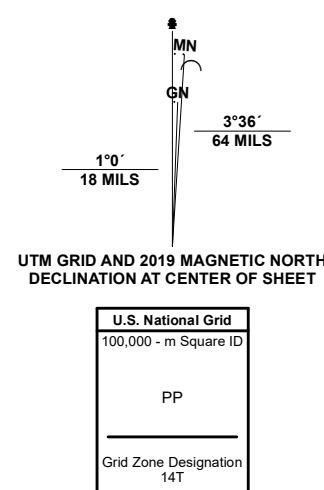 MN
GN
3°36´
64 MILS
1°0´
18 MILS
UTM GRID AND 2019 MAGNETIC NORTH
DECLINATION AT CENTER OF SHEET
U.S. National Grid
100,000 - m Square ID
PP
Grid Zone Designation
14T